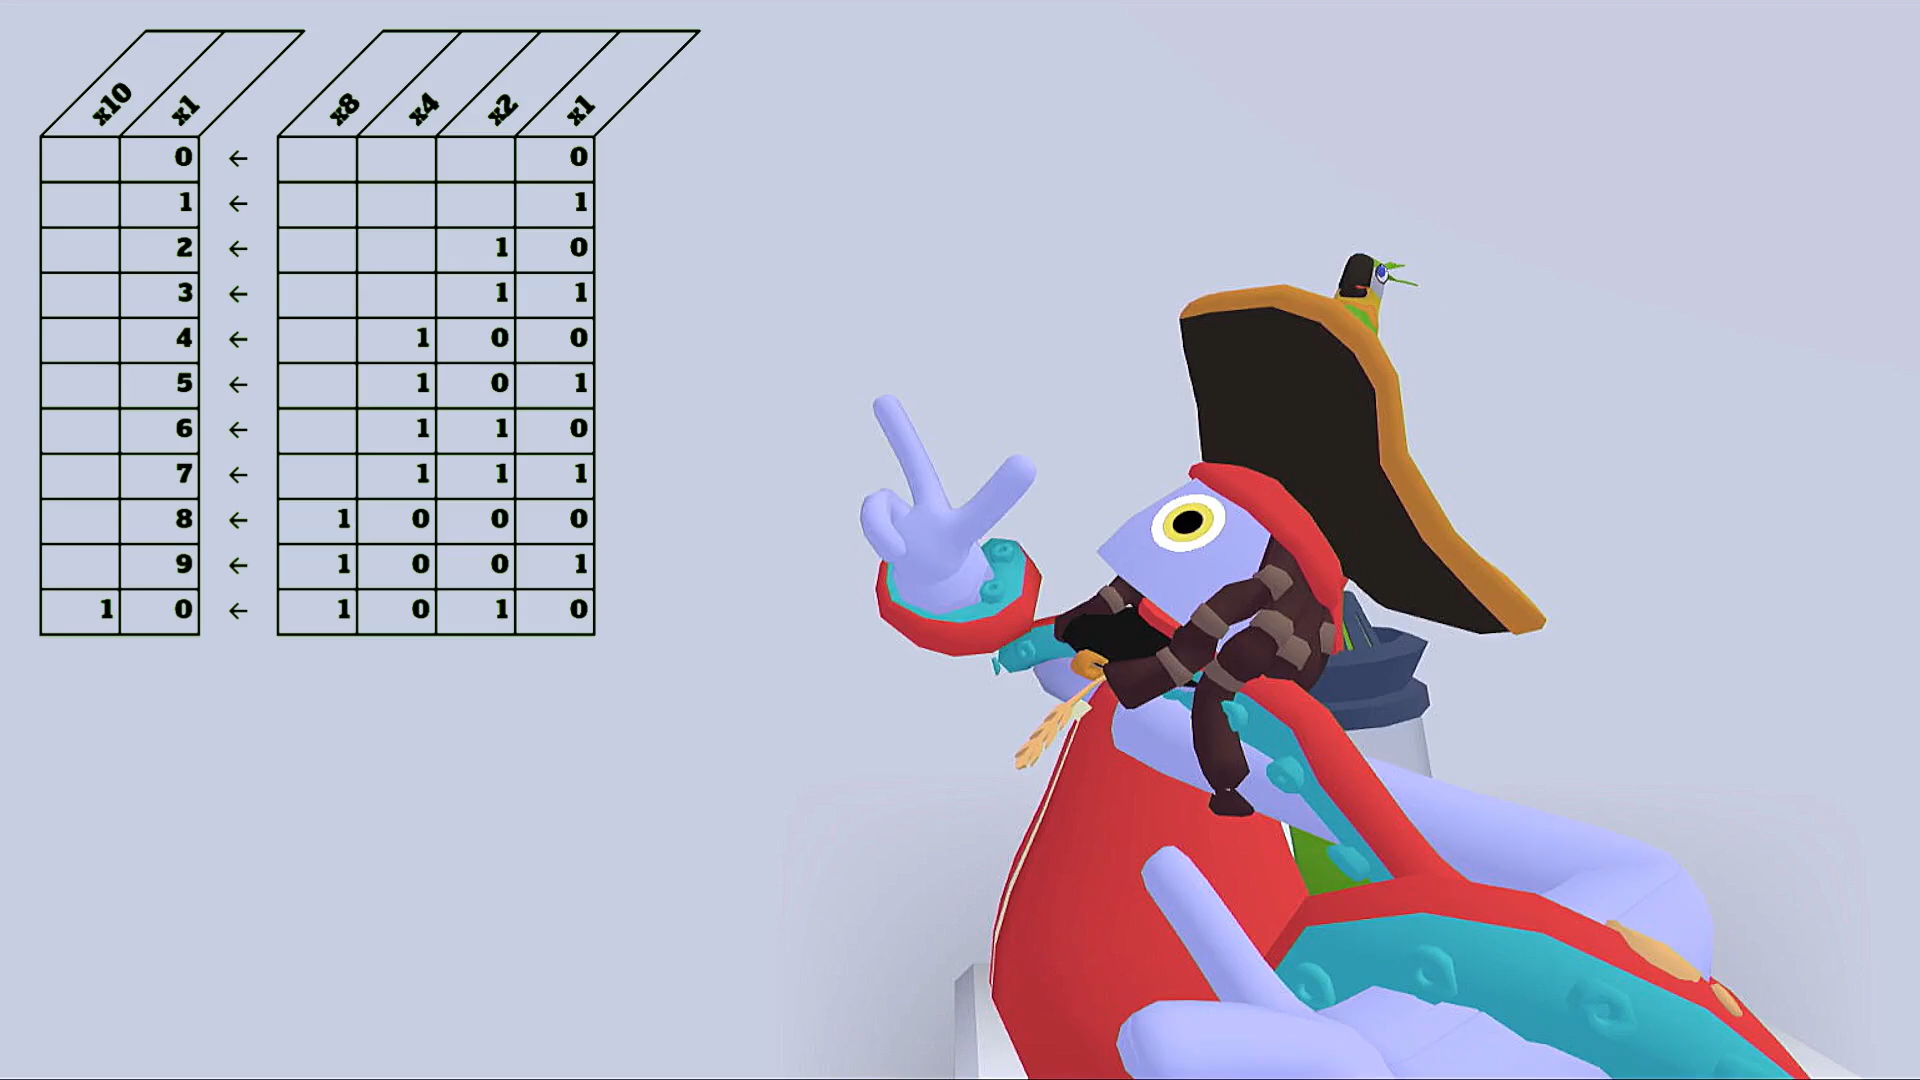 x10 x1 x8 x4 x2 x1
0 ← 0
1 ← 1
2 ← 1 0
3 ← 1 1
4 ← 1 0 0
5 ← 1 0 1
6 ← 1 1 0
7 ← 1 1 1
8 ← 1 0 0 0
9 ← 1 0 0 1
1 0 ← 1 0 1 0